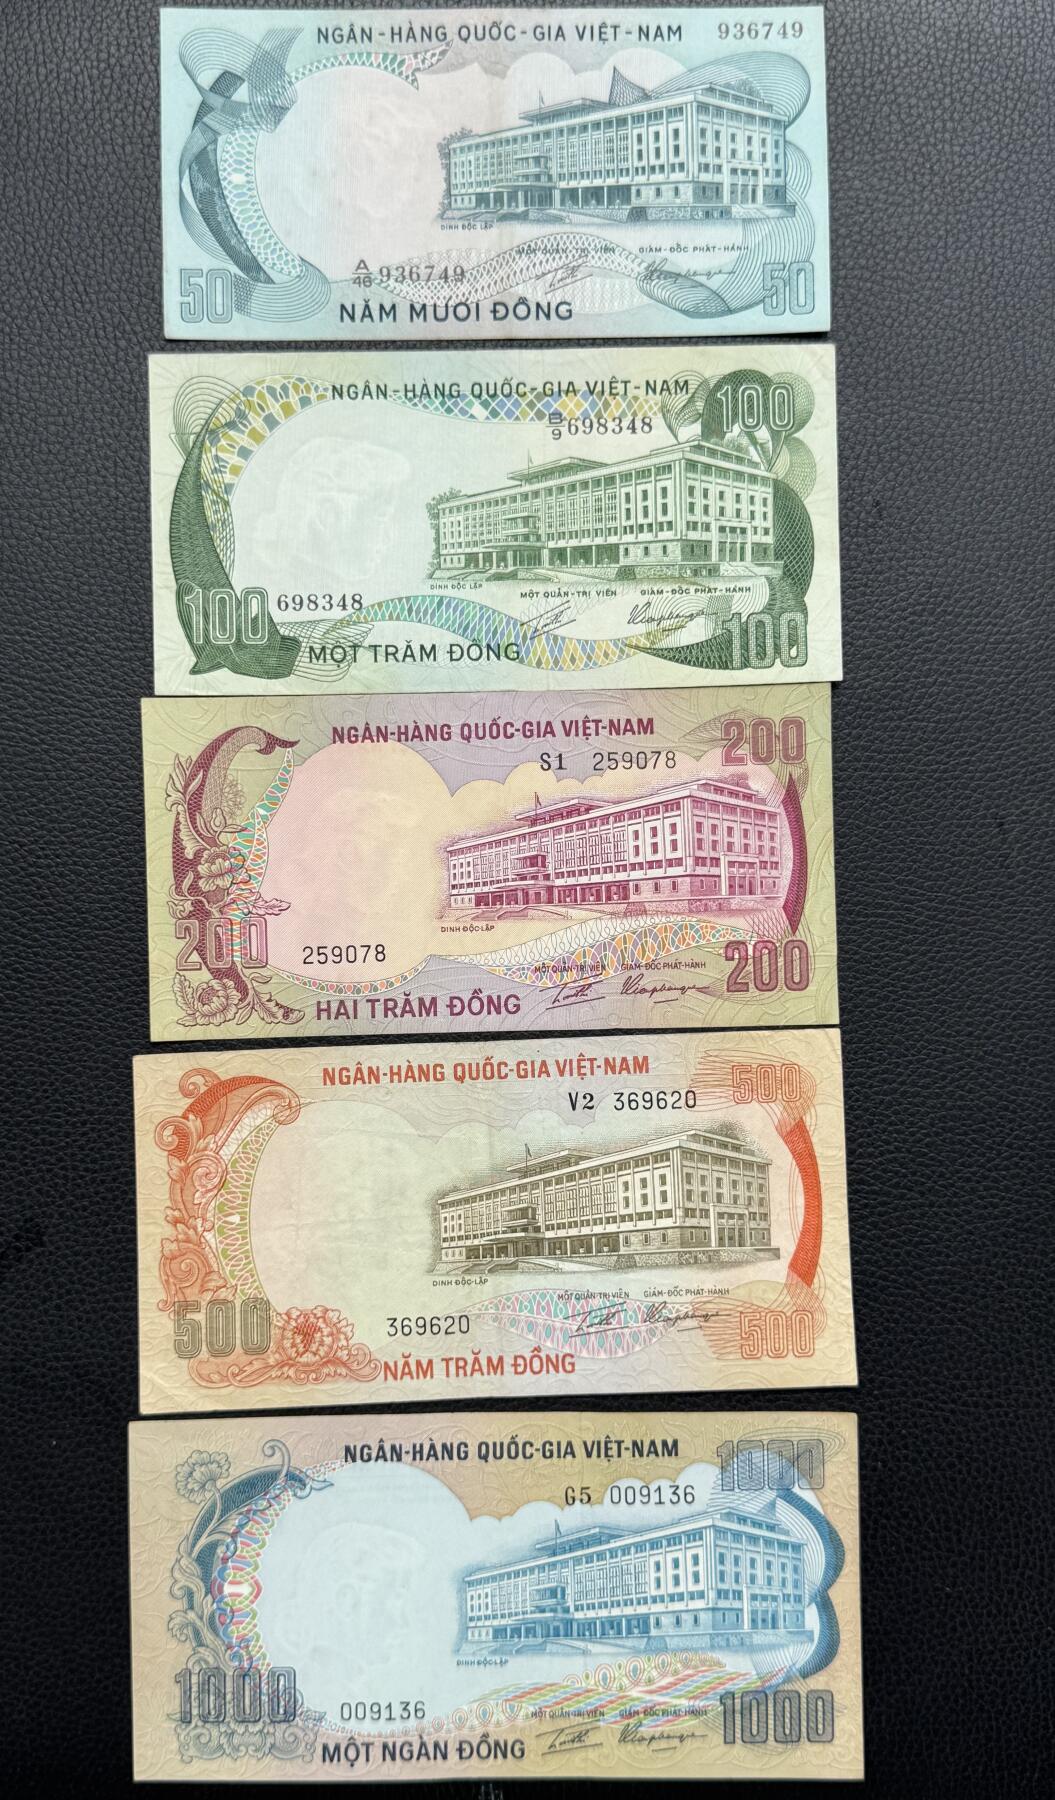 NGÂN-HÀNG QUỐC-GIA VIỆT-NAM 936749
DINH ĐỘC LẬP
MỘT QUẢN-TRỊ VIÊN GIÁM-ĐỐC PHÁT-HÀNH
A/46 936749
50 50
NĂM MƯƠI ĐỒNG
NGÂN-HÀNG QUỐC-GIA VIỆT-NAM 100
B/9 698348
DINH ĐỘC LẬP
MỘT QUẢN-TRỊ VIÊN GIÁM-ĐỐC PHÁT-HÀNH
100 698348
MỘT TRĂM ĐỒNG 100
NGÂN-HÀNG QUỐC-GIA VIỆT-NAM 200
S1 259078
DINH ĐỘC-LẬP
200 259078
MỘT QUẢN-TRỊ VIÊN GIÁM-ĐỐC PHÁT-HÀNH 200
HAI TRĂM ĐỒNG
NGÂN-HÀNG QUỐC-GIA VIỆT-NAM 500
V2 369620
DINH ĐỘC-LẬP
MỘT QUẢN TRỊ VIÊN GIÁM-ĐỐC PHÁT-HÀNH
500 369620 500
NĂM TRĂM ĐỒNG
NGÂN-HÀNG QUỐC-GIA VIỆT-NAM 1000
G5 009136
DINH ĐỘC-LẬP
1000 009136
MỘT QUẢN TRỊ VIÊN GIÁM-ĐỐC PHÁT-HÀNH 1000
MỘT NGÀN ĐỒNG